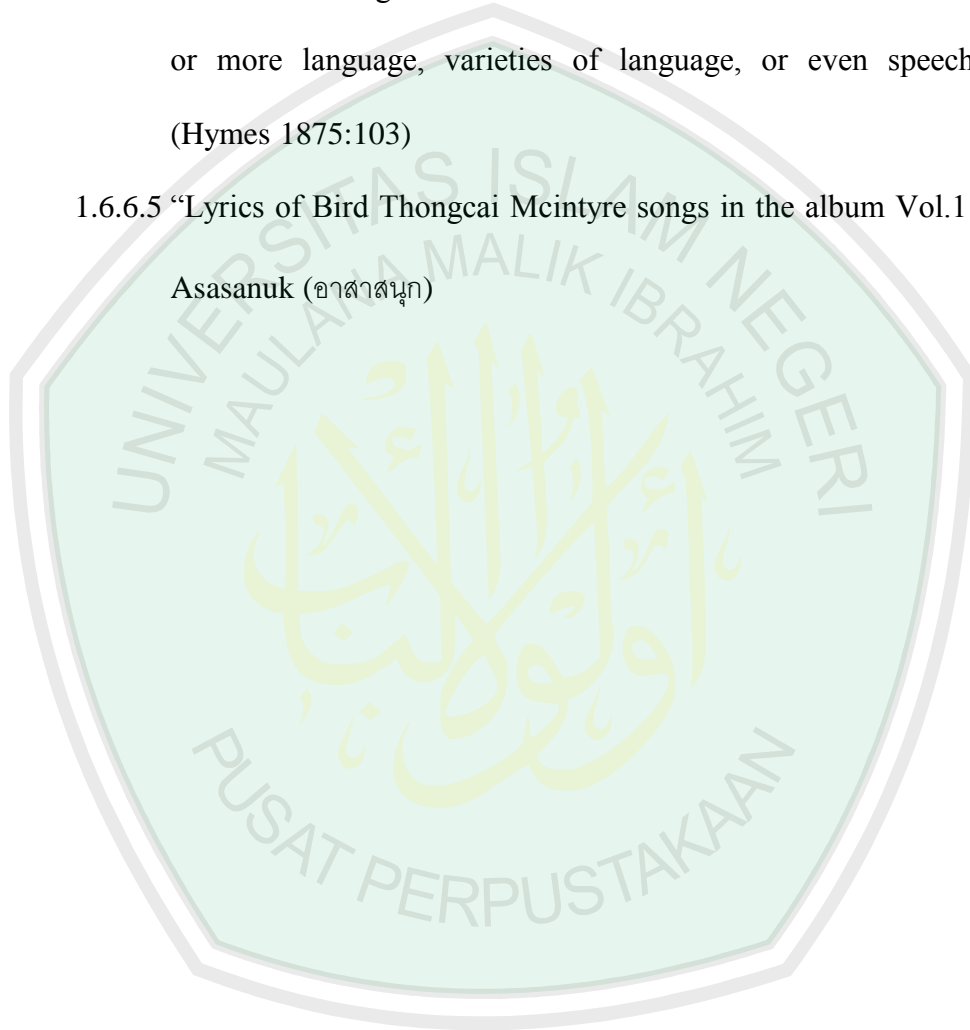 or more language, varieties of language, or even speech
(Hymes 1875:103)
1.6.6.5 “Lyrics of Bird Thongcai Mcintyre songs in the album Vol.1
Asasanuk (อาสาสนุก)
UNIVERSITAS ISLAM NEGERI
MAULANA MALIK IBRAHIM
PUSAT PERPUSTAKAAN